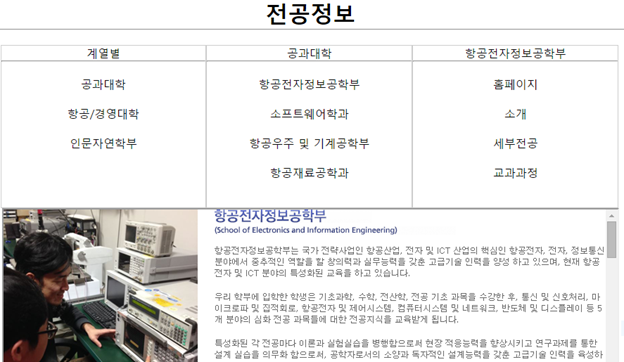 전공정보
계열별 공과대학 항공전자정보공학부
공과대학 항공전자정보공학부 홈페이지
항공/경영대학 소프트웨어학과 소개
인문자연학부 항공우주 및 기계공학부 세부전공
항공재료공학과 교과과정
항공전자정보공학부
(School of Electronics and Information Engineering)
항공전자정보공학부는 국가 전략사업인 항공산업, 전자 및 ICT 산업의 핵심인 항공전자, 전자, 정보통신
분야에서 중추적인 역할을 할 창의력과 실무능력을 갖춘 고급기술 인력을 양성 하고 있으며, 현재 항공
전자 및 ICT 분야의 특성화된 교육을 하고 있습니다.
우리 학부에 입학한 학생은 기초과학, 수학, 전산학, 전공 기초 과목을 수강한 후, 통신 및 신호처리, 마
이크로파 및 집적회로, 항공전자 및 제어시스템, 컴퓨터시스템 및 네트워크, 반도체 및 디스플레이 등 5
개 분야의 심화 전공 과목들에 대한 전공지식을 교육받게 됩니다.
특성화된 각 전공마다 이론과 실험실습을 병행함으로써 현장 적응능력을 향상시키고 연구과제를 통한
설계 실습을 의무화 함으로써, 공학자로서의 소양과 독자적인 설계능력을 갖춘 고급기술 인력을 육성하